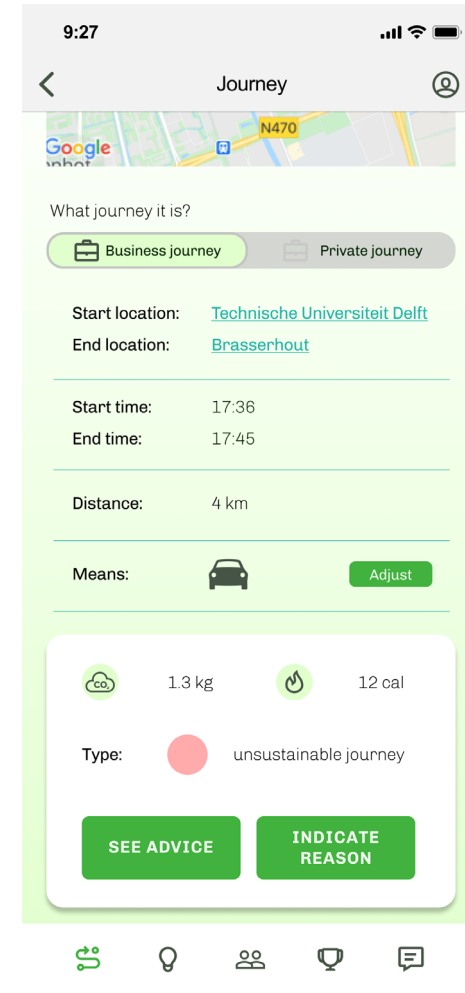 9:27
Journey
N470
Google
What journey it is?
Business journey Private journey
Start location: Technische Universiteit Delft
End location: Brasserhout
Start time: 17:36
End time: 17:45
Distance: 4 km
Means: Adjust
CO2 1.3 kg 12 cal
Type: unsustainable journey
SEE ADVICE
INDICATE
REASON